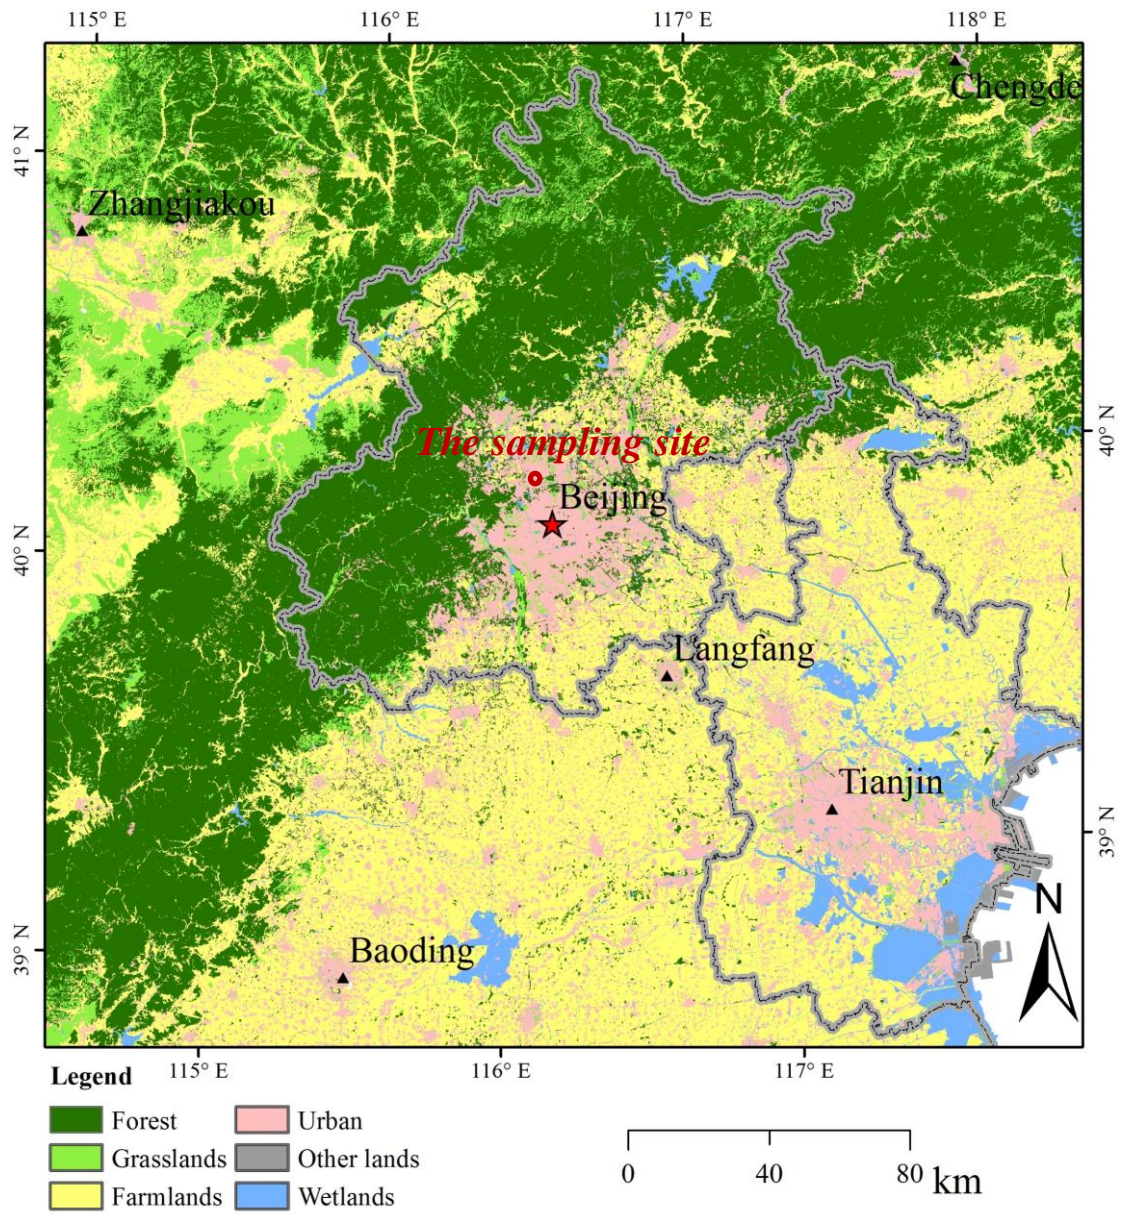 115° E 116° E 117° E 118° E
Chengde
41° N
Zhangjiakou
40° N
The sampling site
Beijing
40° N
Langfang
Tianjin
39° N
N
Baoding
39° N
115° E 116° E 117° E
Legend
Forest Urban
Grasslands Other lands
Farmlands Wetlands
0 40 80 km